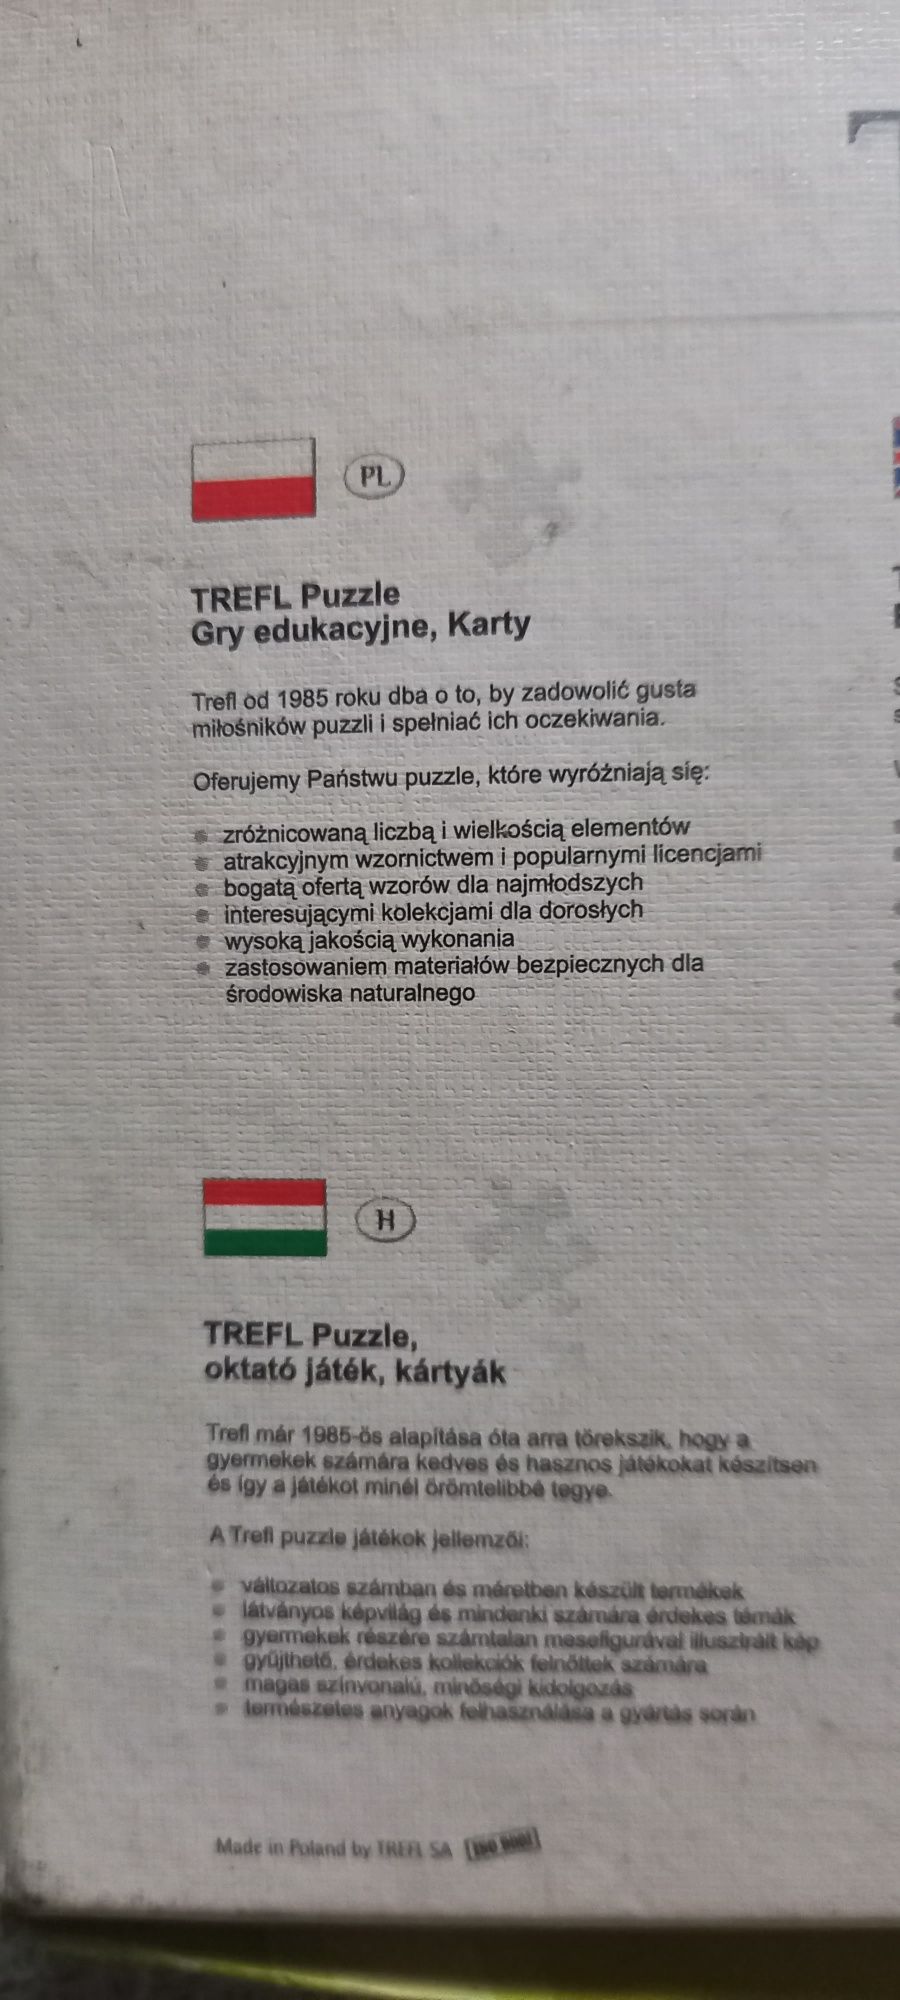 PL
TREFL Puzzle
Gry edukacyjne, Karty
Trefl od 1985 roku dba o to, by zadowolić gusta
miłośników puzzli i spełniać ich oczekiwania.
Oferujemy Państwu puzzle, które wyróżniają się:
zróżnicowaną liczbą i wielkością elementów
atrakcyjnym wzornictwem i popularnymi licencjami
bogatą ofertą wzorów dla najmłodszych
interesującymi kolekcjami dla dorosłych
wysoką jakością wykonania
zastosowaniem materiałów bezpiecznych dla
środowiska naturalnego
H
TREFL Puzzle,
oktató játék, kártyák
Trefl már 1985-ös alapítása óta arra törekszik, hogy a
gyermekek számára kedves és hasznos játékokat készítsen
és így a játékot minél örömtelibbé tegye.
A Trefl puzzle játékok jellemzői:
változatos számban és méretben készült termékek
látványos képvilág és mindenki számára érdekes témák
gyermekek részére számtalan mesefigurával illusztrált kép
gyűjthető, érdekes kollekciók felnőttek számára
magas színvonalú, minőségi kidolgozás
természetes anyagok felhasználása a gyártás során
Made in Poland by TREFL SA ISO 9001